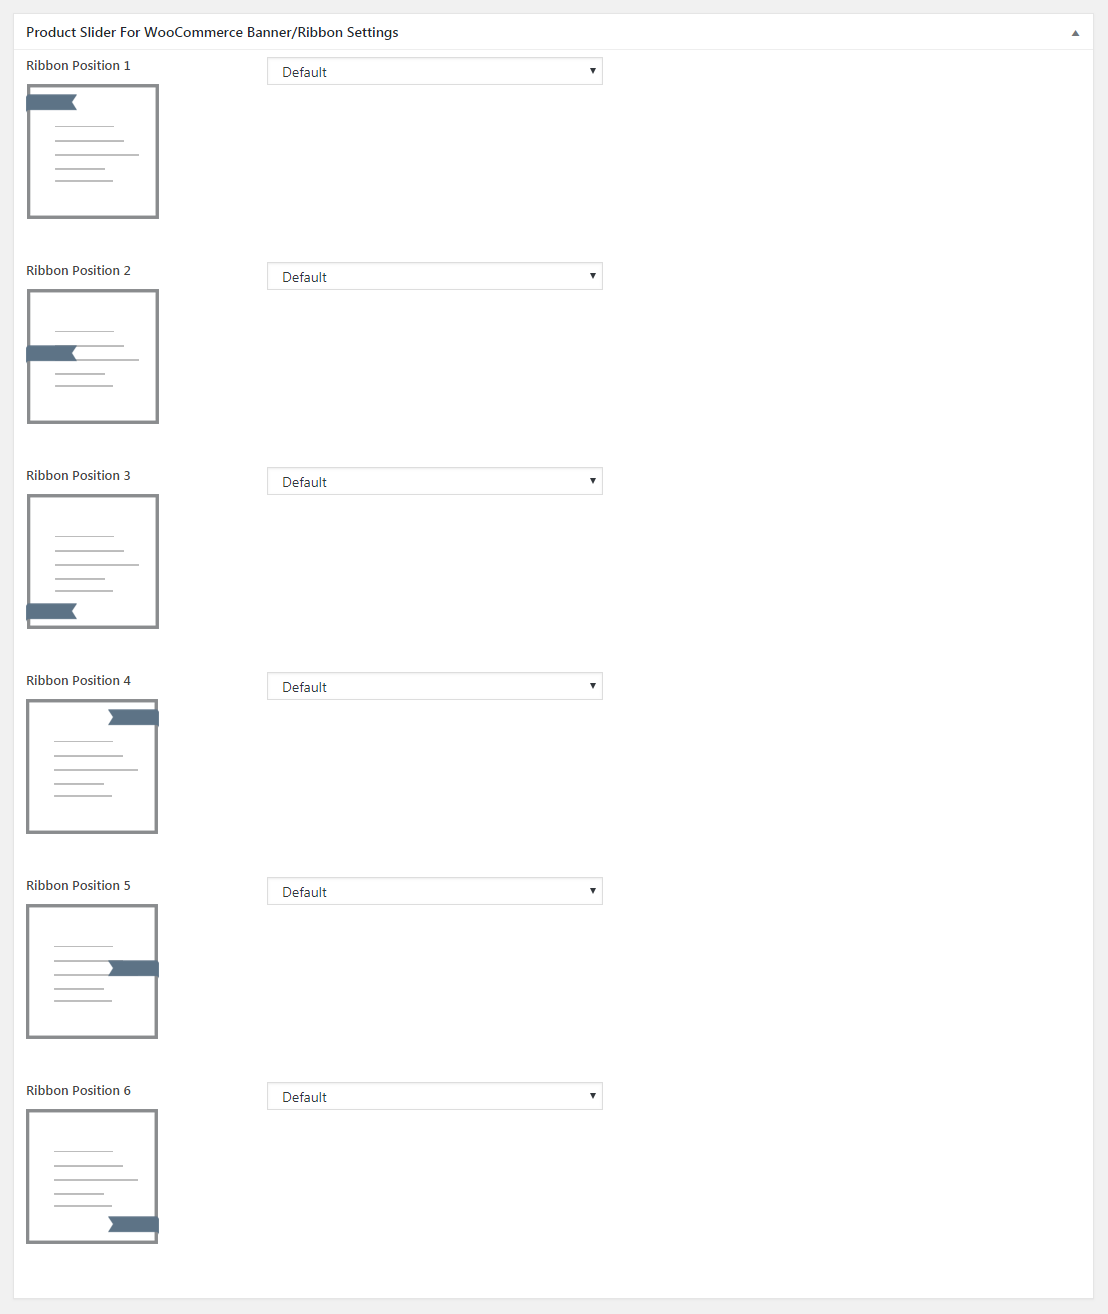 Product Slider For WooCommerce Banner/Ribbon Settings
Ribbon Position 1
Default
Ribbon Position 2
Default
Ribbon Position 3
Default
Ribbon Position 4
Default
Ribbon Position 5
Default
Ribbon Position 6
Default